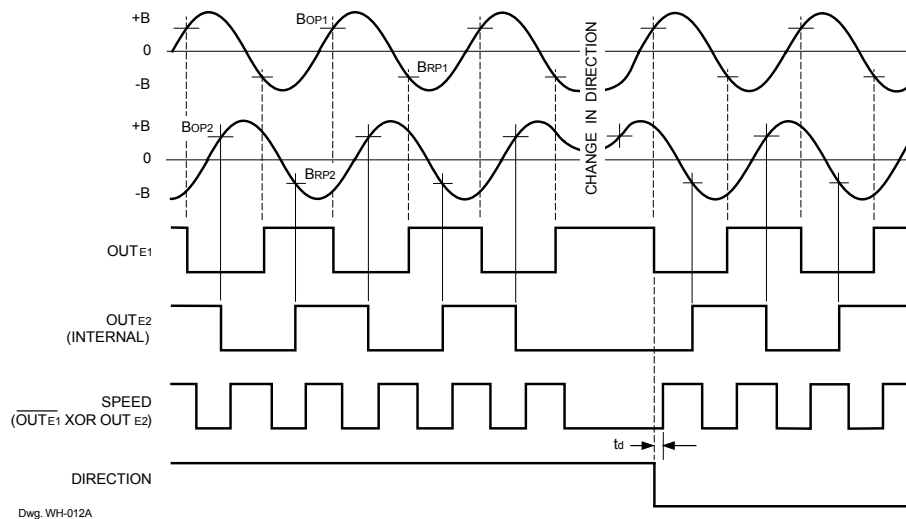 +B
0
-B
BOP1
BRP1
CHANGE IN DIRECTION
+B
0
-B
BOP2
BRP2
OUTE1
OUTE2
(INTERNAL)
SPEED
(OUTE1 XOR OUT E2)
td
DIRECTION
Dwg. WH-012A